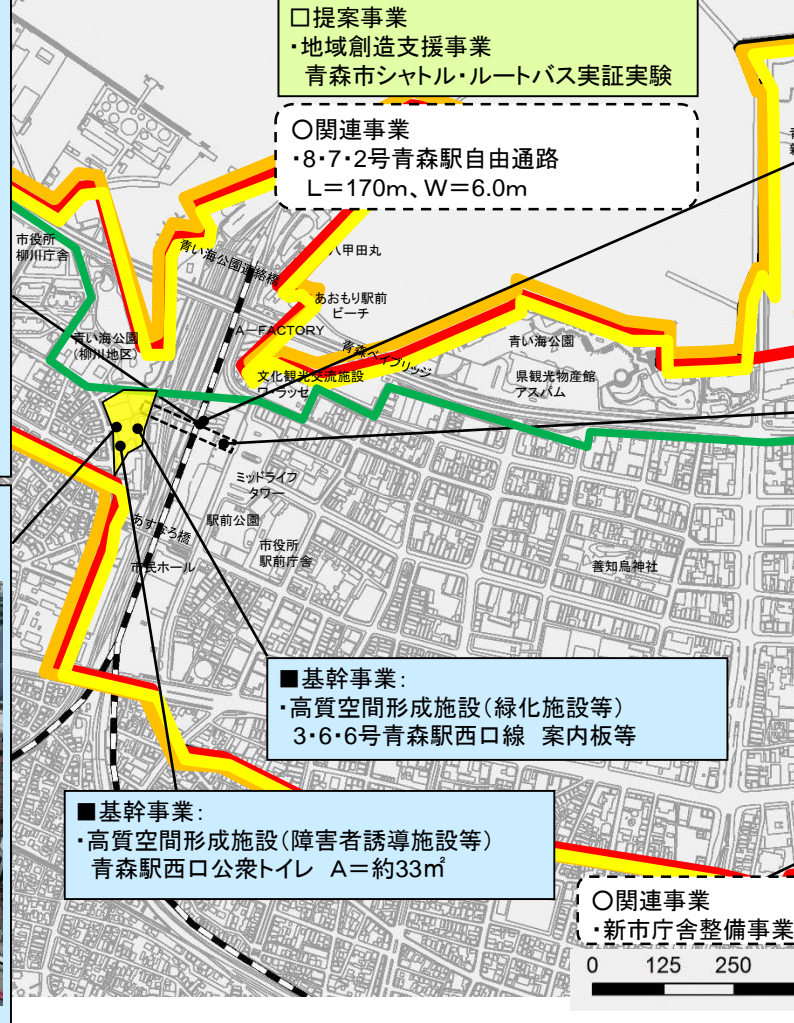 □提案事業
・地域創造支援事業
青森市シャトル・ルートバス実証実験
○関連事業
・8・7・2号青森駅自由通路
L＝170m、W＝6.0m
市役所
柳川庁舎
青い海公園連絡橋
八甲田丸
あおもり駅前
ビーチ
A－FACTORY
青い海公園
(柳川地区)
青森ベイブリッジ
青い海公園
文化観光交流施設
ワ・ラッセ
県観光物産館
アスパム
ミッドライフ
タワー
駅前公園
あすなろ橋
市役所
駅前庁舎
市民ホール
善知鳥神社
■基幹事業：
・高質空間形成施設（緑化施設等）
3・6・6号青森駅西口線　案内板等
■基幹事業：
・高質空間形成施設（障害者誘導施設等）
青森駅西口公衆トイレ　A＝約33㎡
○関連事業
・新市庁舎整備事業
0 125 250